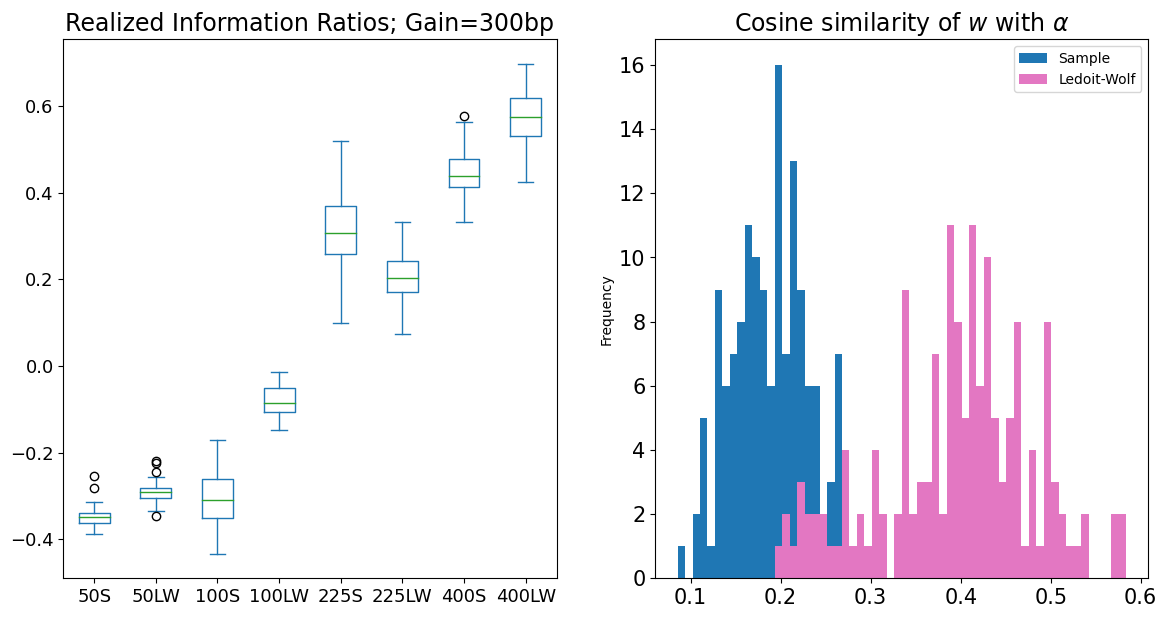 Realized Information Ratios; Gain=300bp
0.6
0.4
0.2
0.0
−0.2
−0.4
50S 50LW 100S 100LW 225S 225LW 400S 400LW
Cosine similarity of w with α
Sample
Ledoit-Wolf
Frequency
16
14
12
10
8
6
4
2
0
0.1 0.2 0.3 0.4 0.5 0.6